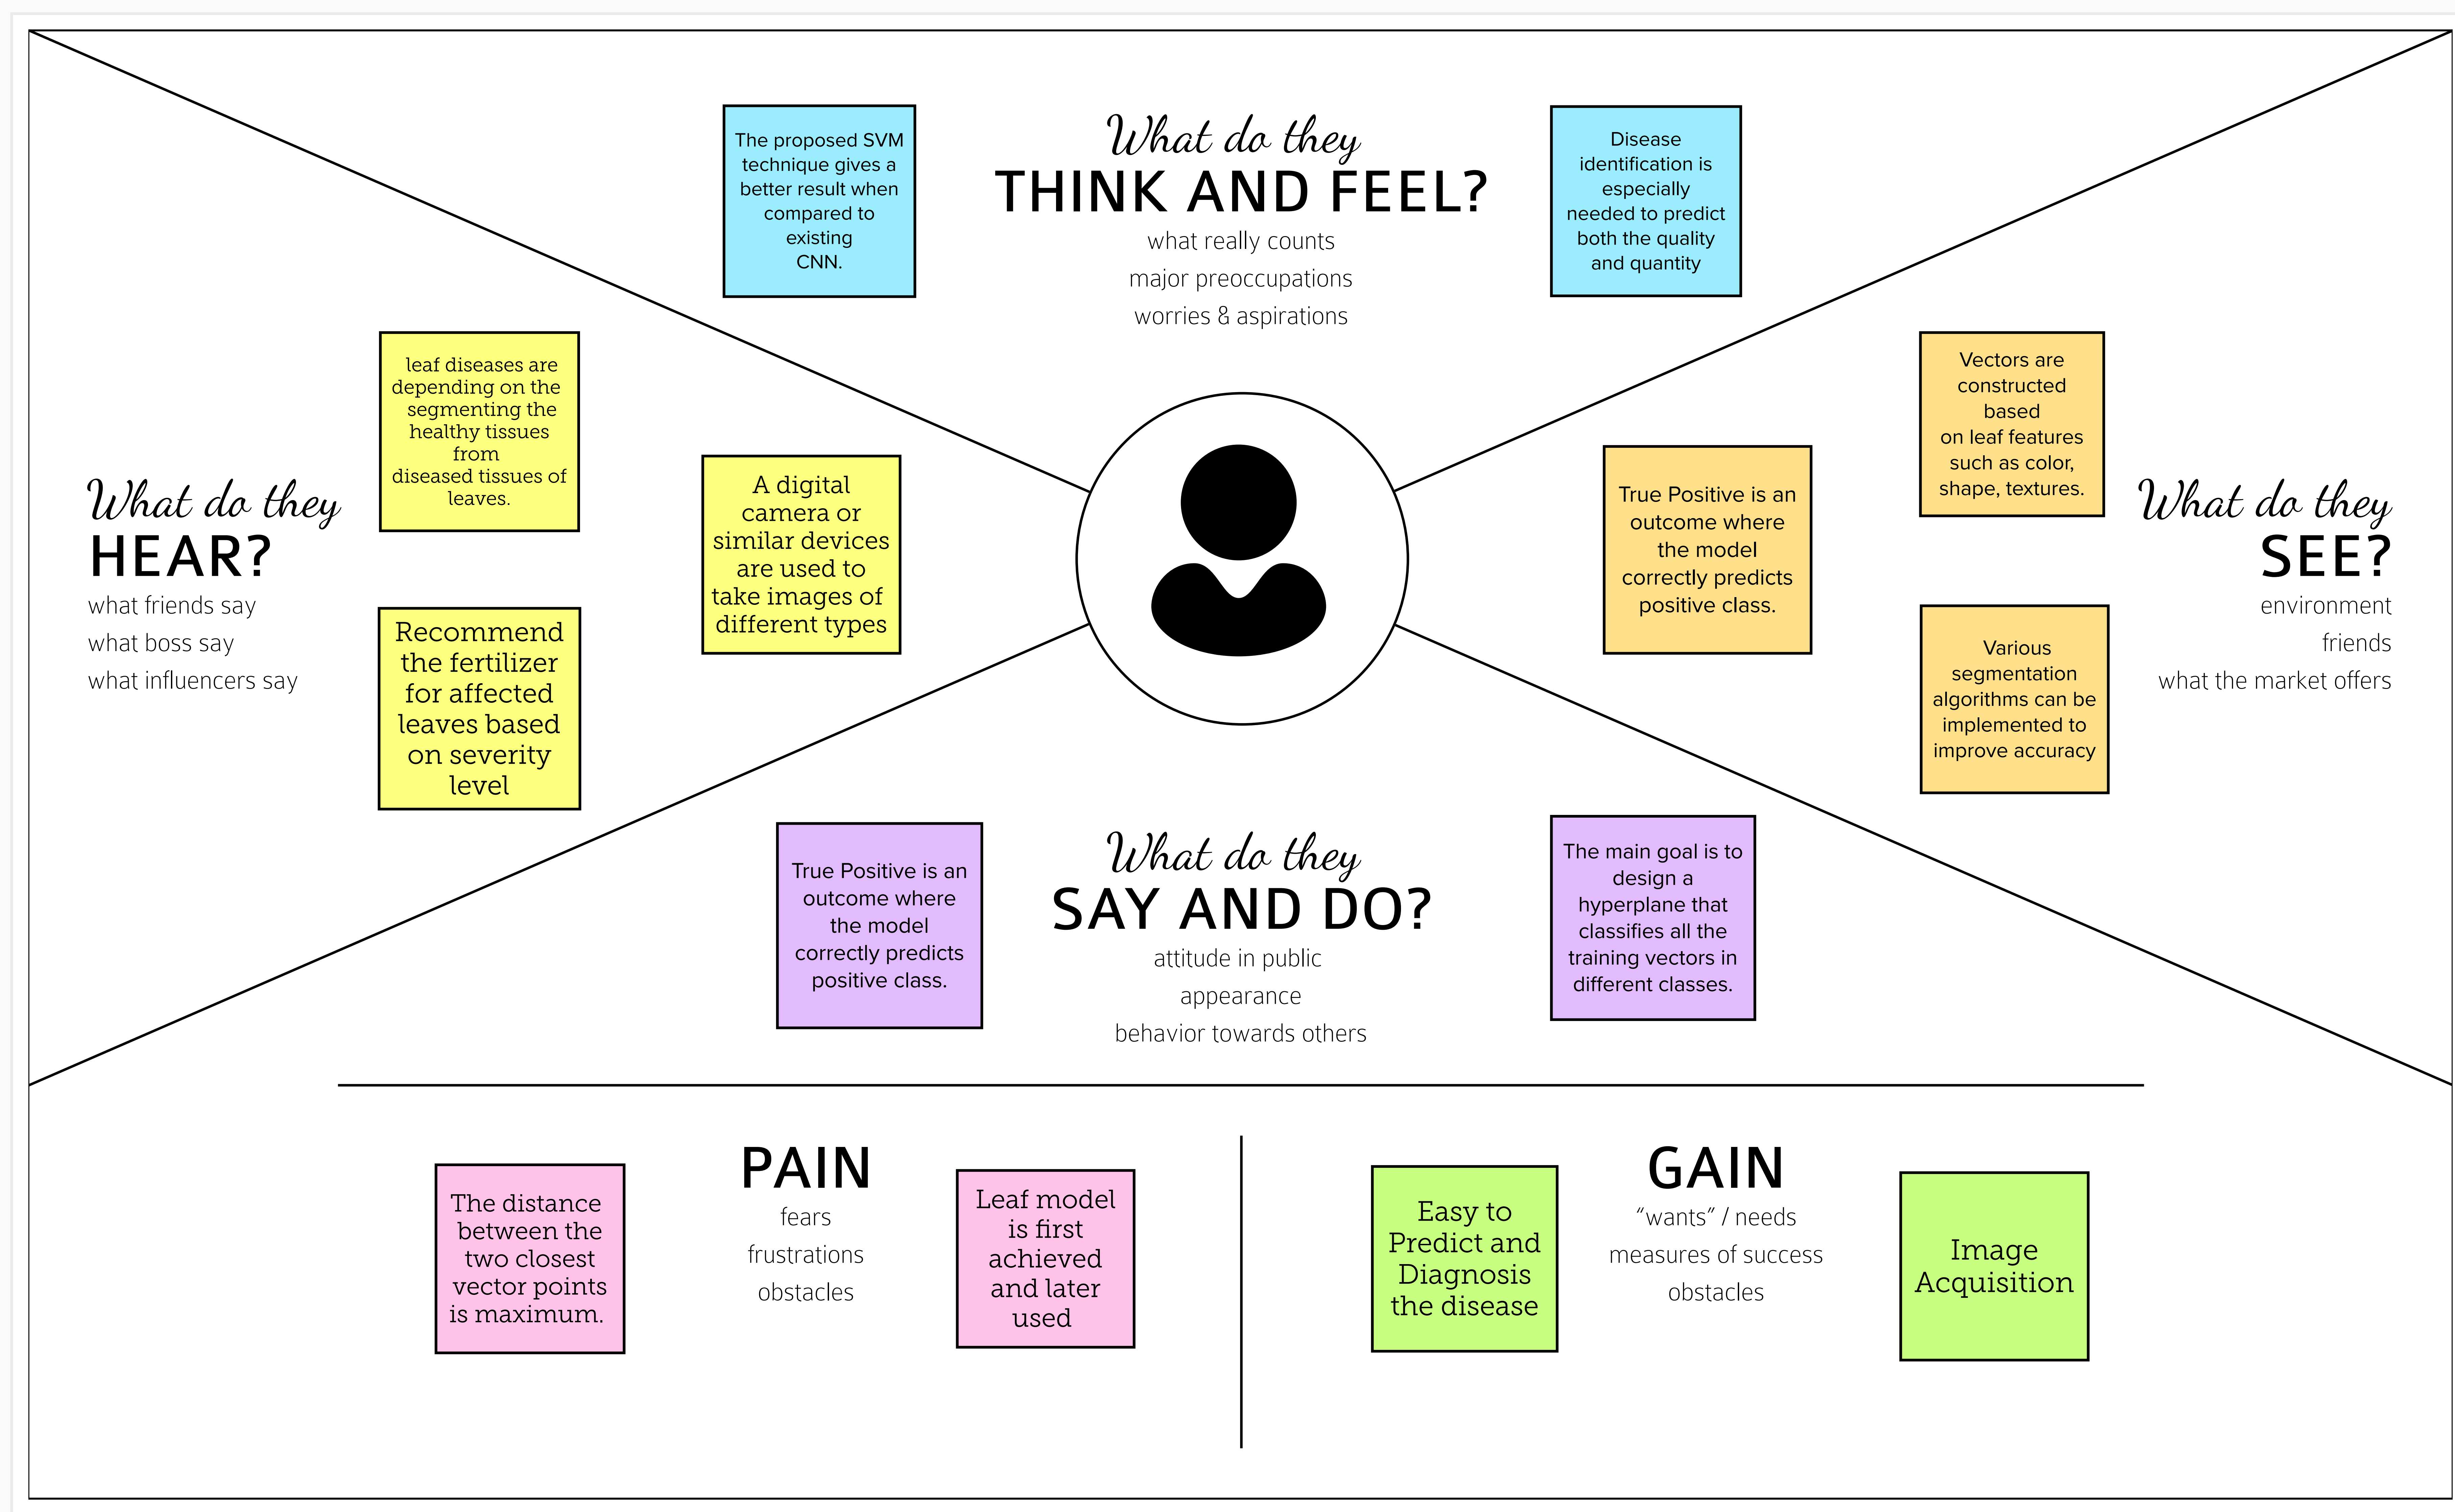 What do they
THINK AND FEEL?
what really counts
major preoccupations
worries & aspirations
The proposed SVM
technique gives a
better result when
compared to
existing
CNN.
Disease
identification is
especially
needed to predict
both the quality
and quantity
What do they
HEAR?
what friends say
what boss say
what influencers say
leaf diseases are
depending on the
segmenting the
healthy tissues
from
diseased tissues of
leaves.
A digital
camera or
similar devices
are used to
take images of
different types
Recommend
the fertilizer
for affected
leaves based
on severity
level
What do they
SEE?
environment
friends
what the market offers
Vectors are
constructed
based
on leaf features
such as color,
shape, textures.
True Positive is an
outcome where
the model
correctly predicts
positive class.
Various
segmentation
algorithms can be
implemented to
improve accuracy
What do they
SAY AND DO?
attitude in public
appearance
behavior towards others
True Positive is an
outcome where
the model
correctly predicts
positive class.
The main goal is to
design a
hyperplane that
classifies all the
training vectors in
different classes.
PAIN
fears
frustrations
obstacles
The distance
between the
two closest
vector points
is maximum.
Leaf model
is first
achieved
and later
used
GAIN
“wants” / needs
measures of success
obstacles
Easy to
Predict and
Diagnosis
the disease
Image
Acquisition